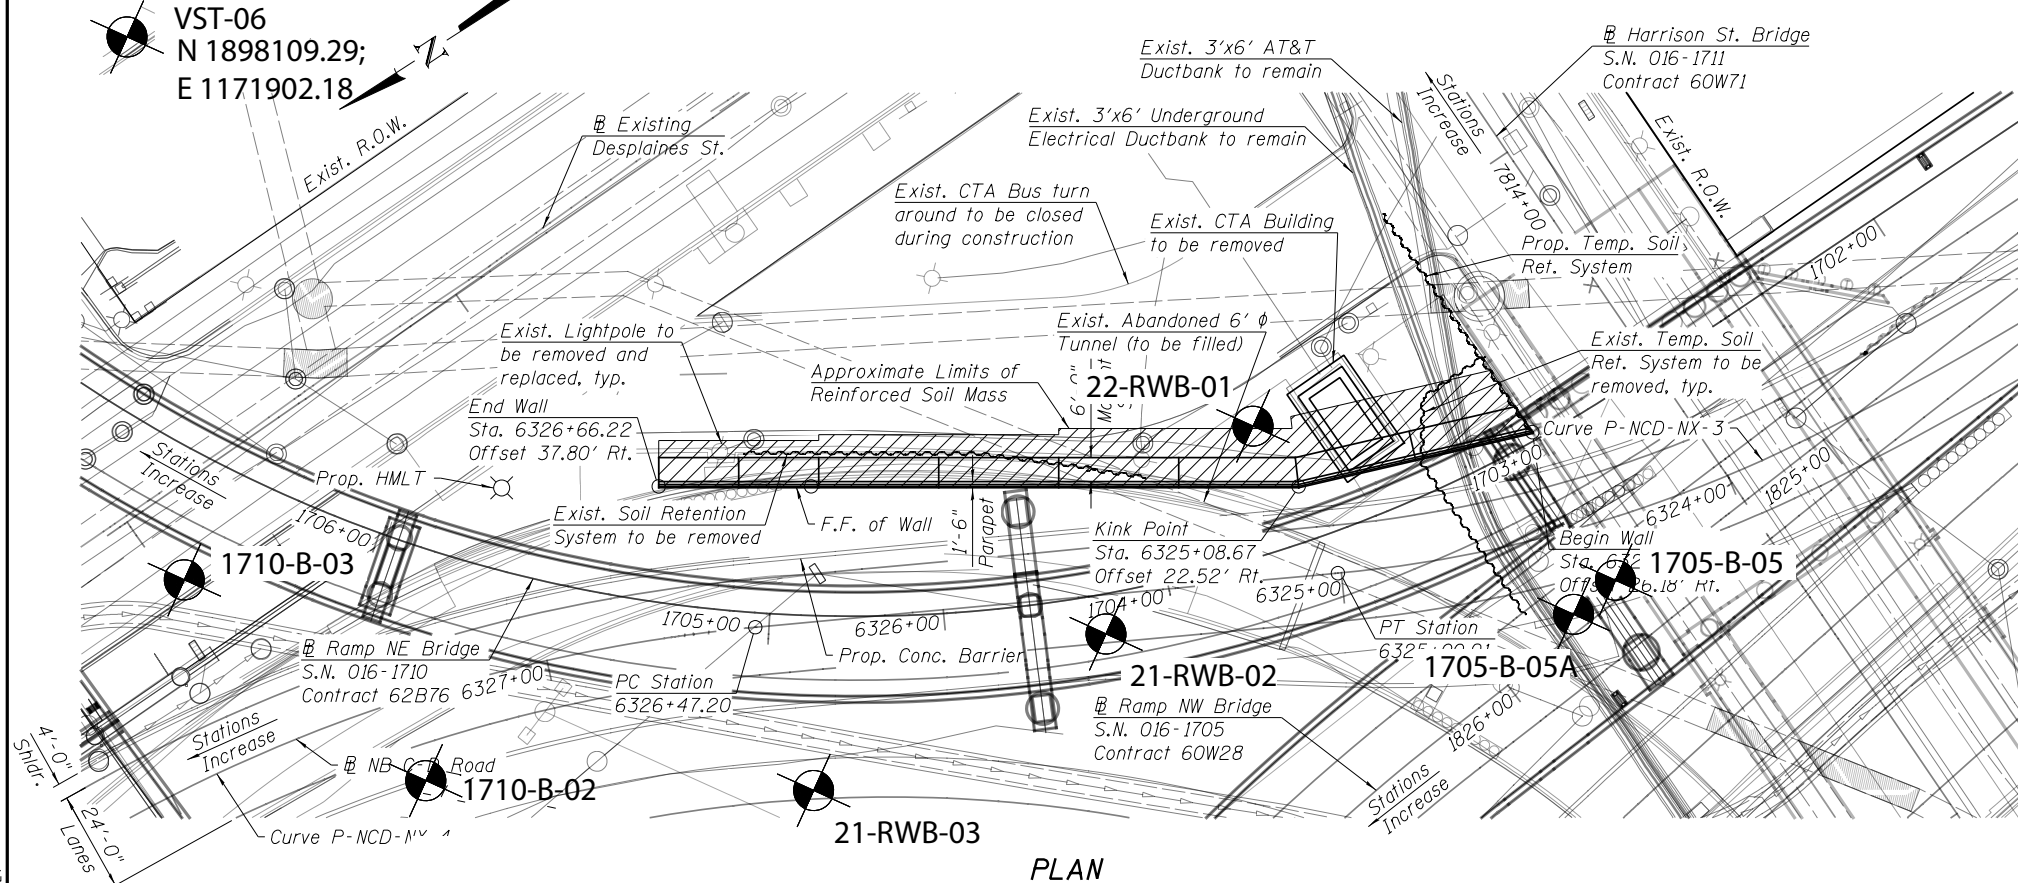 VST-06
N 1898109.29;
E 1171902.18
N
Exist. R.O.W.
℄ Existing
Desplaines St.
Exist. 3'x6' AT&T
Ductbank to remain
Stations
Increase
℄ Harrison St. Bridge
S.N. 016-1711
Contract 60W71
Exist. 3'x6' Underground
Electrical Ductbank to remain
Exist. R.O.W.
7814+00
Exist. CTA Bus turn
around to be closed
during construction
Exist. CTA Building
to be removed
Prop. Temp. Soil
Ret. System
1702+00
Exist. Lightpole to
be removed and
replaced, typ.
Exist. Abandoned 6' ϕ
Tunnel (to be filled)
Exist. Temp. Soil
Ret. System to be
removed, typ.
Approximate Limits of
Reinforced Soil Mass
22-RWB-01
End Wall
Sta. 6326+66.22
Offset 37.80' Rt.
Curve P-NCD-NX-3
Stations
Increase
Prop. HMLT
1703+00
1825+00
6324+00
1706+00
Exist. Soil Retention
System to be removed
F.F. of Wall
1'-6"
Parapet
Kink Point
Sta. 6325+08.67
Offset 22.52' Rt.
Begin Wall
1710-B-03
1705-B-05
6325+00
1704+00
1705+00
6326+00
PT Station
1705-B-05A
℄ Ramp NE Bridge
S.N. 016-1710
Contract 62B76
6327+00
PC Station
6326+47.20
Prop. Conc. Barrier
21-RWB-02
℄ Ramp NW Bridge
S.N. 016-1705
Contract 60W28
1826+00
Stations
Increase
Stations
Increase
4'-0"
Shldr.
℄ NB C-D Road
1710-B-02
24'-0"
Lanes
Curve P-NCD-NX-4
21-RWB-03
PLAN